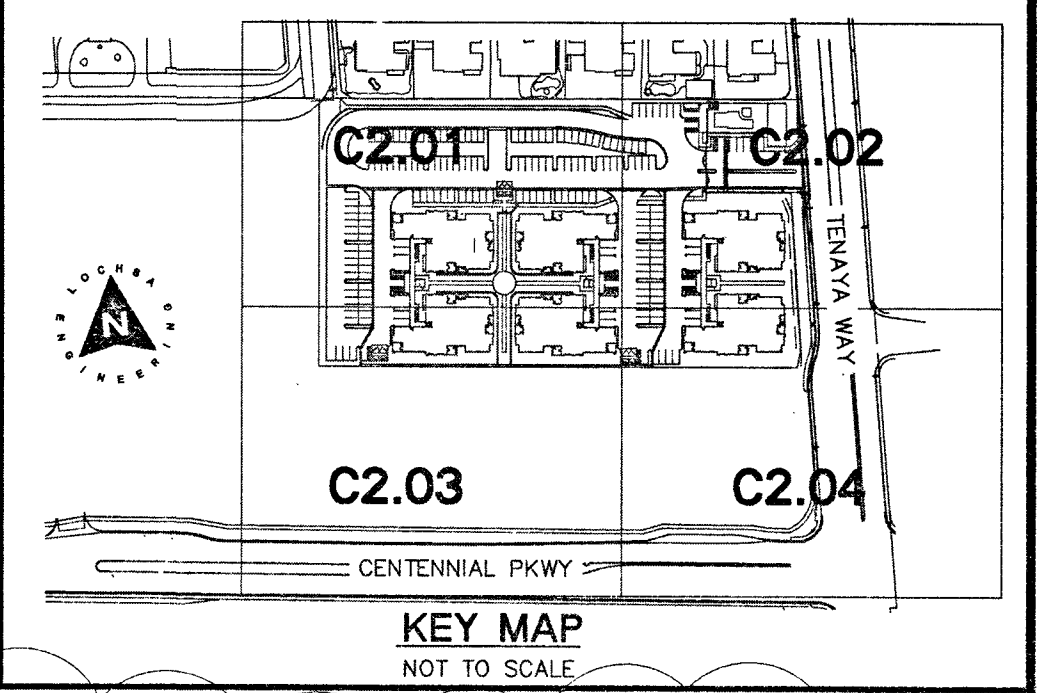 C2.01
C2.02
TENAYA WAY
LOCHSA ENGINEERING
N
C2.03
C2.04
CENTENNIAL PKWY
KEY MAP
NOT TO SCALE